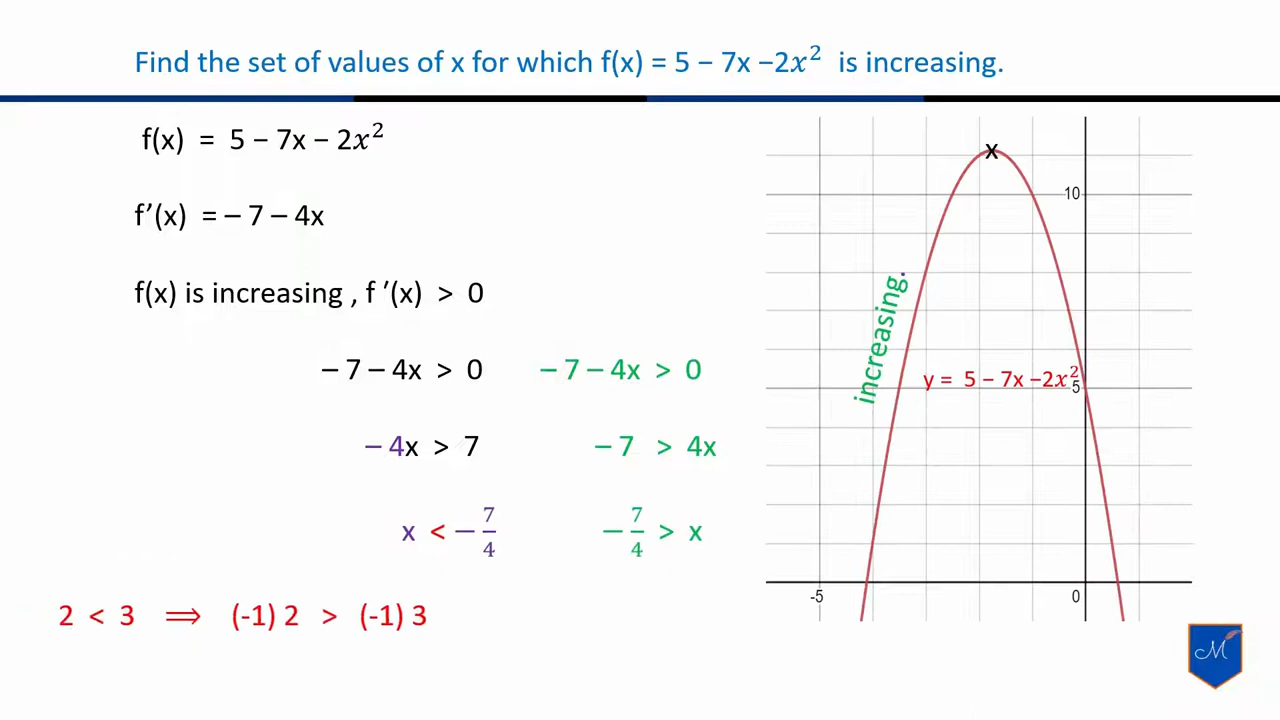 Find the set of values of x for which f(x) = 5 − 7x −2x² is increasing.
f(x) = 5 − 7x − 2x²
f′(x) = − 7 − 4x
f(x) is increasing , f ′(x) > 0
− 7 − 4x > 0 − 7 − 4x > 0
− 4x > 7 − 7 > 4x
x < − 7/4 − 7/4 > x
2 < 3 ⟹ (-1) 2 > (-1) 3
x
10
increasing.
y = 5 − 7x −2x²
5
-5 0
M